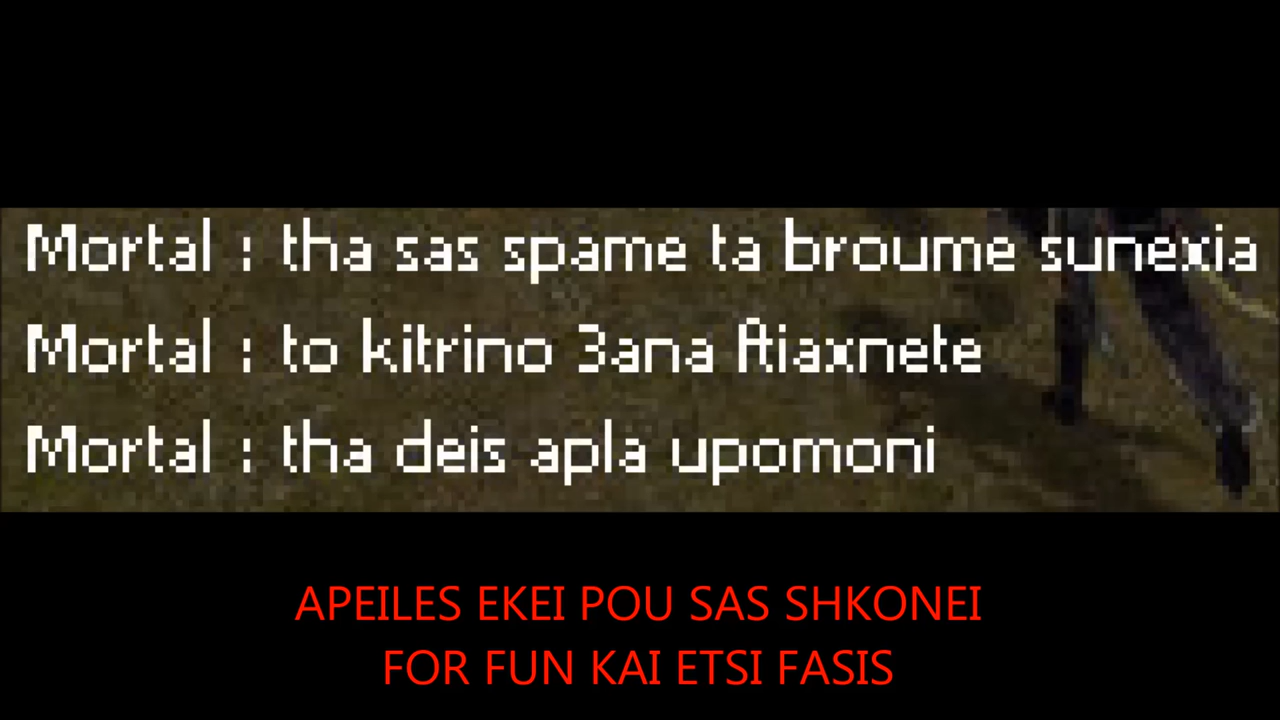 Mortal : tha sas spame ta broume sunexia
Mortal : to kitrino 3ana ftiaxnete
Mortal : tha deis apla upomoni
APEILES EKEI POU SAS SHKONEI
FOR FUN KAI ETSI FASIS